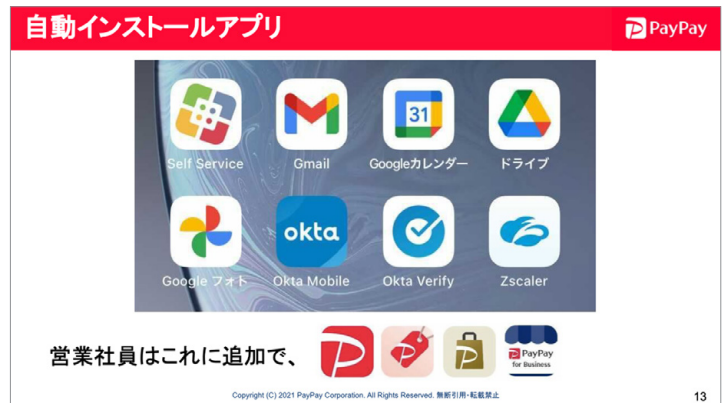 自動インストールアプリ
PayPay
31
Self Service
Gmail
Googleカレンダー
ドライブ
okta
Google フォト
Okta Mobile
Okta Verify
Zscaler
営業社員はこれに追加で、
PayPay
for Business
Copyright (C) 2021 PayPay Corporation. All Rights Reserved. 無断引用・転載禁止
13